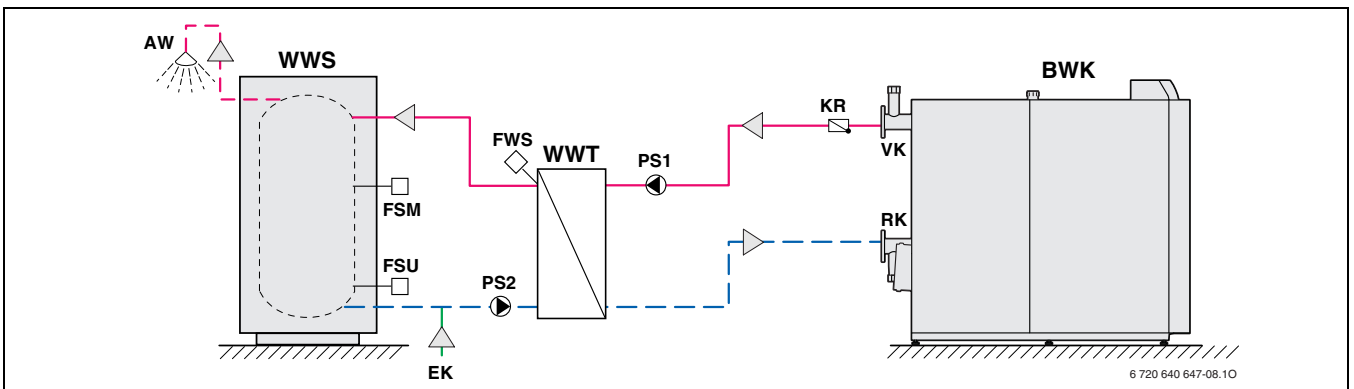 AW
WWS
BWK
KR
VK
FWS
WWT
PS1
FSM
RK
FSU
PS2
EK
6 720 640 647-08.1O